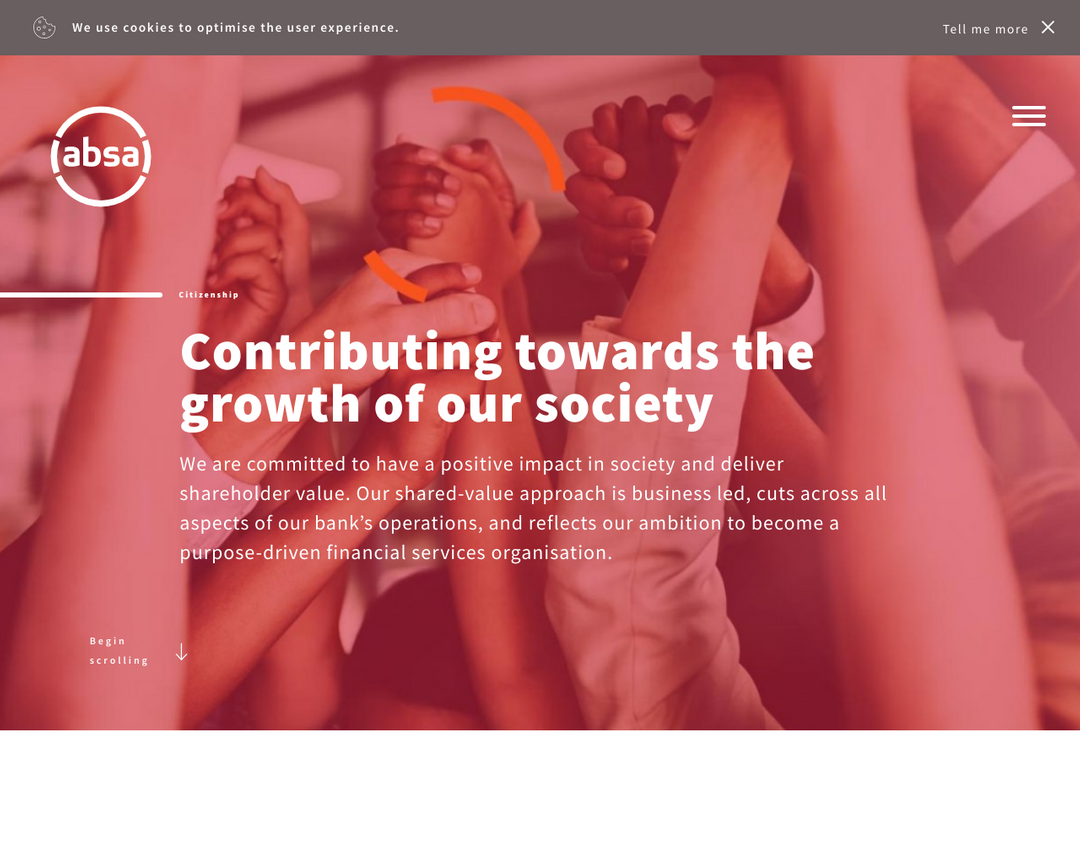 We use cookies to optimise the user experience.
Tell me more
absa
Citizenship
Contributing towards the
growth of our society
We are committed to have a positive impact in society and deliver
shareholder value. Our shared-value approach is business led, cuts across all
aspects of our bank’s operations, and reflects our ambition to become a
purpose-driven financial services organisation.
Begin
scrolling